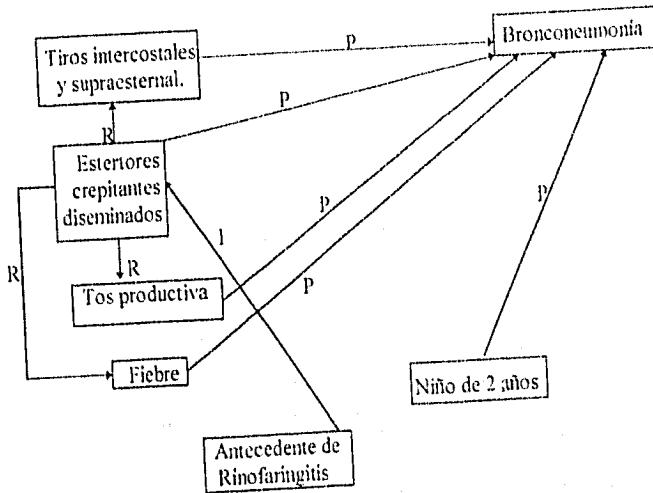 P
Bronconeumonía
Tiros intercostales
y supraesternal.
P
R
Estertores
crepitantes
diseminados
P
I
P
R
R
P
Tos productiva
Fiebre
Niño de 2 años
Antecedente de
Rinofaringitis